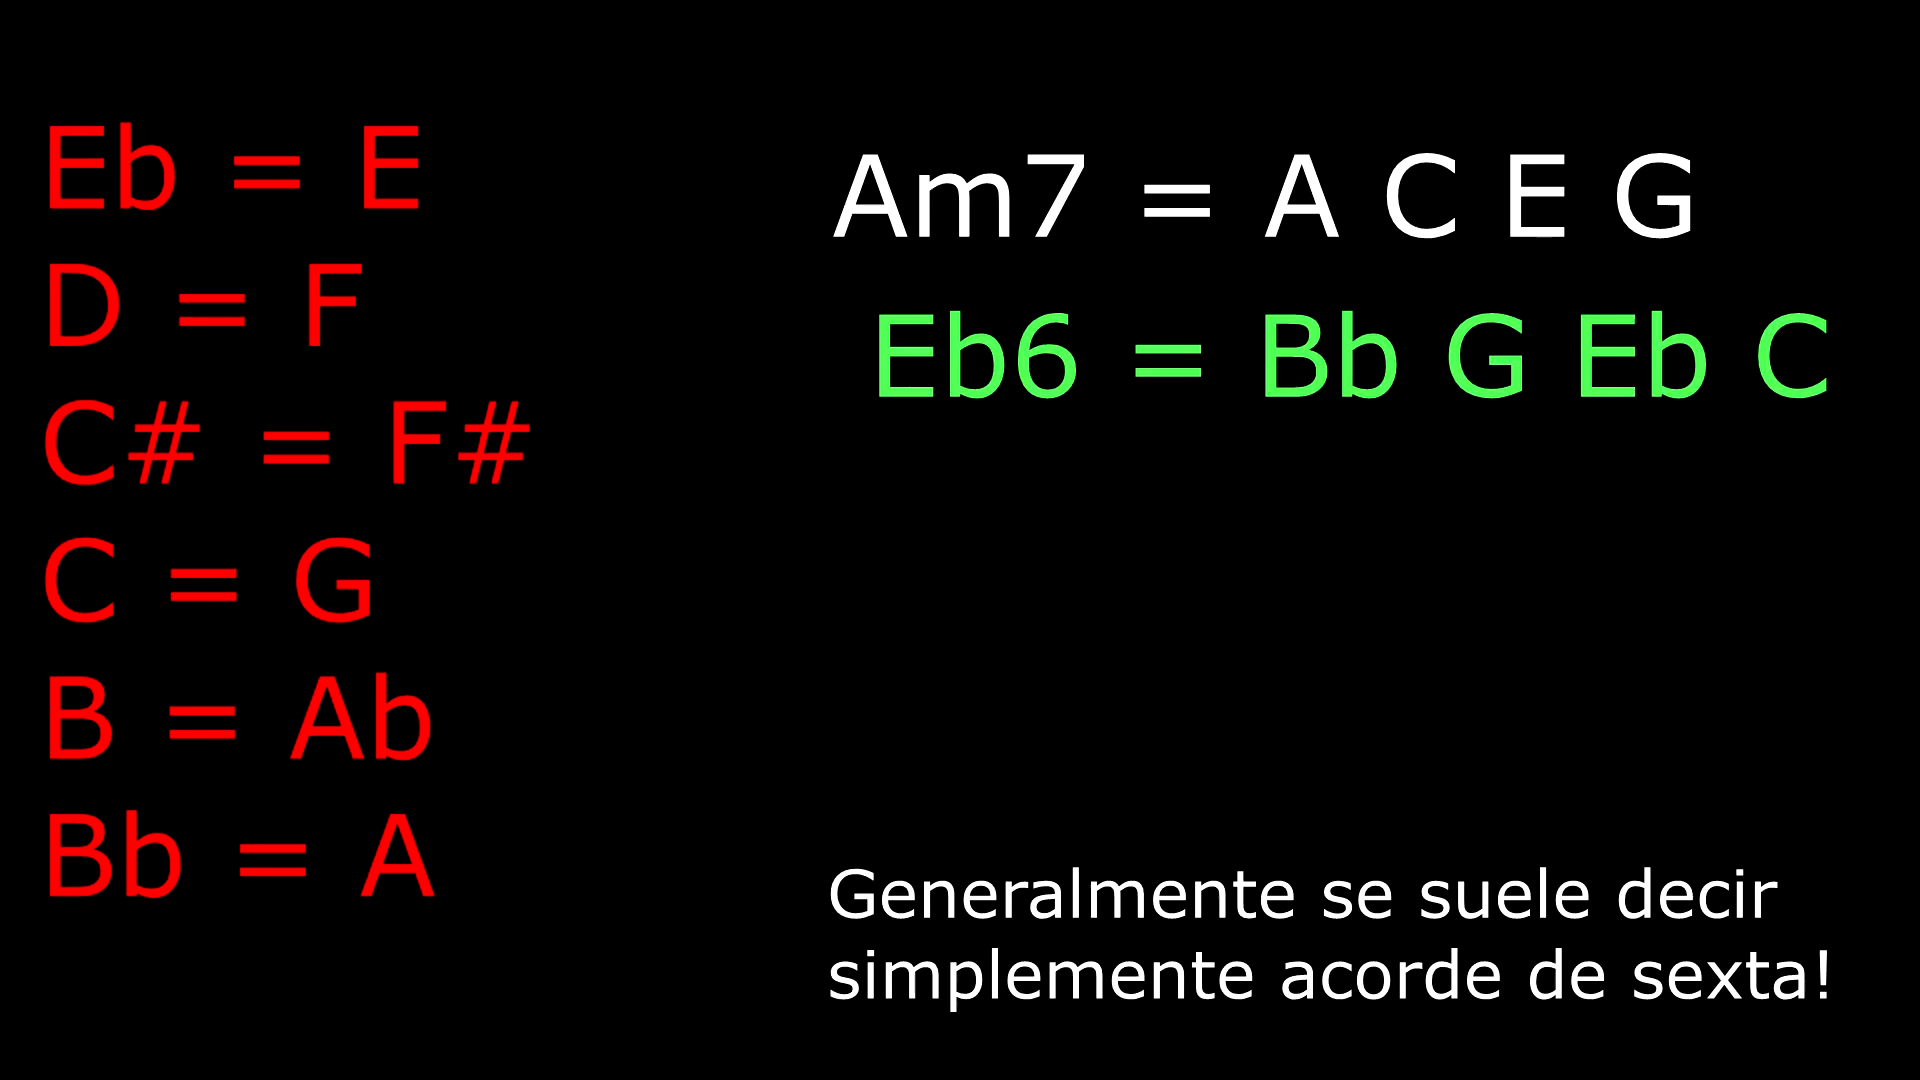 Eb = E
D = F
C# = F#
C = G
B = Ab
Bb = A
Am7 = A C E G
Eb6 = Bb G Eb C
Generalmente se suele decir
simplemente acorde de sexta!